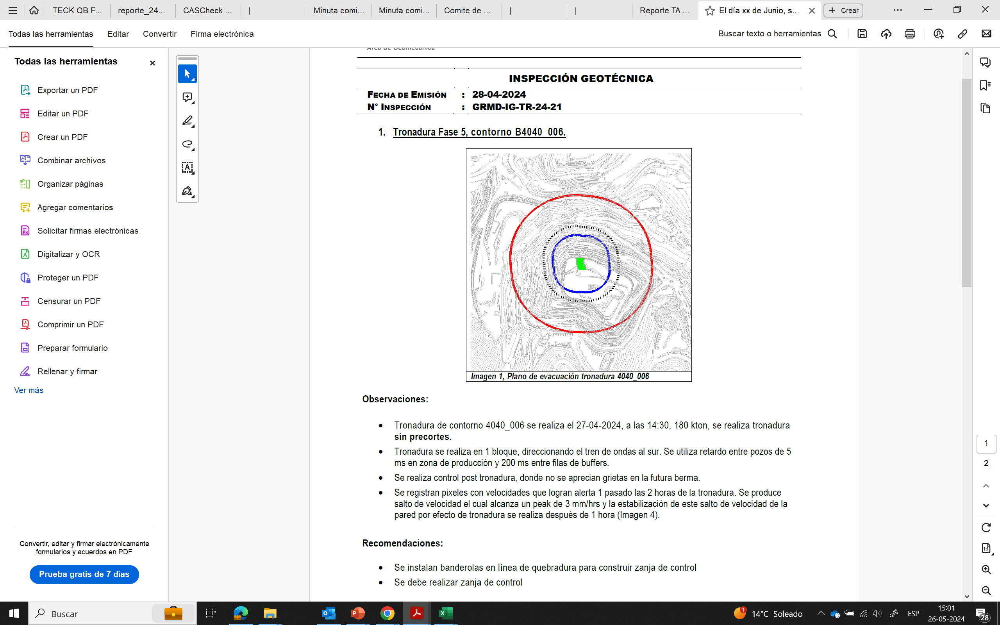 TECK QB F...
reporte_24...
CASCheck ...
Minuta comi...
Minuta comi...
Comite de ...
Reporte TA ...
El día xx de Junio, s...
Crear
Todas las herramientas
Editar
Convertir
Firma electrónica
Buscar texto o herramientas
Todas las herramientas
Exportar un PDF
Editar un PDF
Crear un PDF
Combinar archivos
Organizar páginas
Agregar comentarios
Solicitar firmas electrónicas
Digitalizar y OCR
Proteger un PDF
Censurar un PDF
Comprimir un PDF
Preparar formulario
Rellenar y firmar
Ver más
Convertir, editar y firmar electrónicamente
formularios y acuerdos en PDF
Prueba gratis de 7 días
Área de Geomecánica
INSPECCIÓN GEOTÉCNICA
FECHA DE EMISIÓN : 28-04-2024
N° INSPECCIÓN : GRMD-IG-TR-24-21
1. Tronadura Fase 5, contorno B4040_006.
Imagen 1, Plano de evacuación tronadura 4040_006
Observaciones:
• Tronadura de contorno 4040_006 se realiza el 27-04-2024, a las 14:30, 180 kton, se realiza tronadura
sin precortes.
• Tronadura se realiza en 1 bloque, direccionando el tren de ondas al sur. Se utiliza retardo entre pozos de 5
ms en zona de producción y 200 ms entre filas de buffers.
• Se realiza control post tronadura, donde no se aprecian grietas en la futura berma.
• Se registran pixeles con velocidades que logran alerta 1 pasado las 2 horas de la tronadura. Se produce
salto de velocidad el cual alcanza un peak de 3 mm/hrs y la estabilización de este salto de velocidad de la
pared por efecto de tronadura se realiza después de 1 hora (Imagen 4).
Recomendaciones:
• Se instalan banderolas en línea de quebradura para construir zanja de control
• Se debe realizar zanja de control
1
2
1:1
Buscar
1
14°C Soleado
ESP
15:01
26-05-2024
28